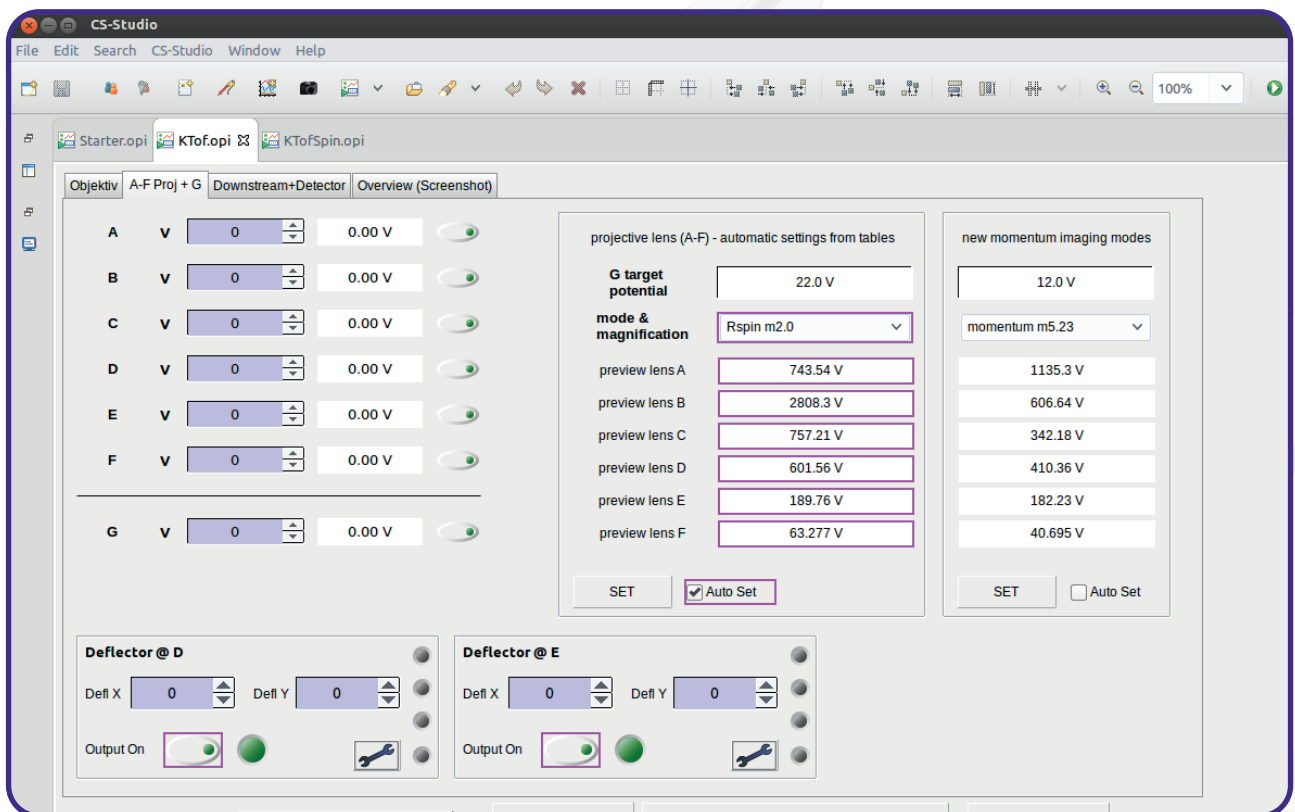 CS-Studio
File Edit Search CS-Studio Window Help
100%
Starter.opi KTof.opi KTofSpin.opi
Objektiv A-F Proj + G Downstream+Detector Overview (Screenshot)
A V 0 0.00 V
B V 0 0.00 V
C V 0 0.00 V
D V 0 0.00 V
E V 0 0.00 V
F V 0 0.00 V
G V 0 0.00 V
projective lens (A-F) - automatic settings from tables
G target
potential 22.0 V
mode &
magnification Rspin m2.0
preview lens A 743.54 V
preview lens B 2808.3 V
preview lens C 757.21 V
preview lens D 601.56 V
preview lens E 189.76 V
preview lens F 63.277 V
SET Auto Set
new momentum imaging modes
12.0 V
momentum m5.23
1135.3 V
606.64 V
342.18 V
410.36 V
182.23 V
40.695 V
SET Auto Set
Deflector @ D
Defl X 0 Defl Y 0
Output On
Deflector @ E
Defl X 0 Defl Y 0
Output On